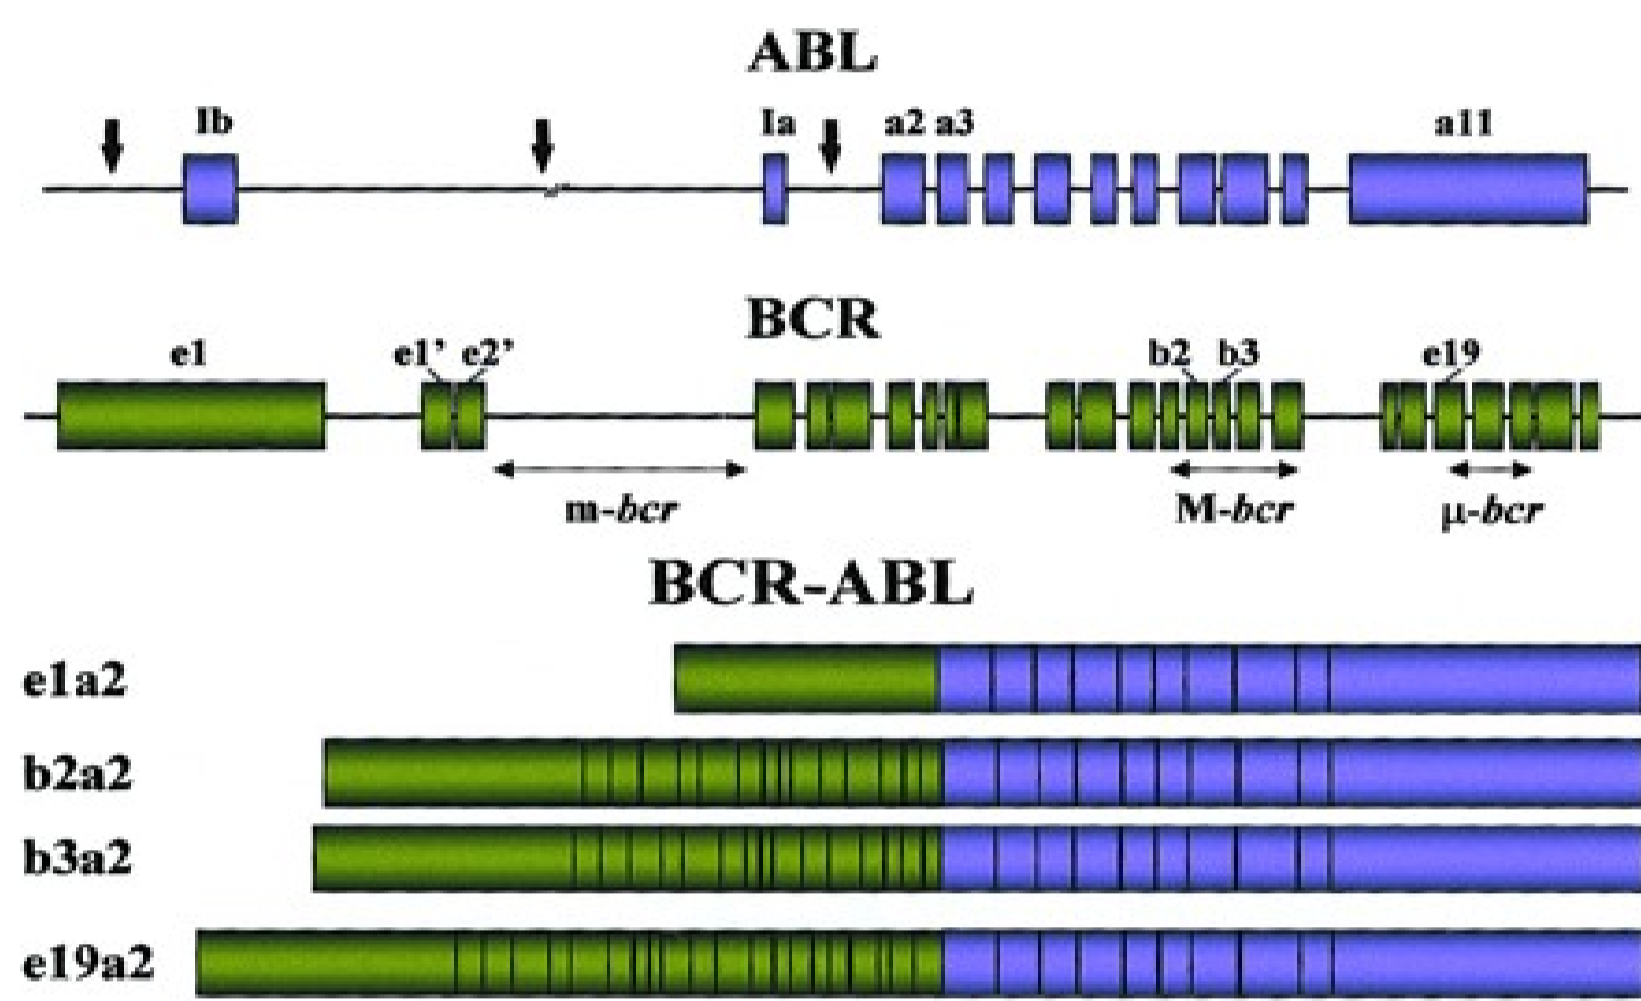 ABL
Ib Ia a2 a3 a11
BCR
e1 e1’ e2’ b2 b3 e19
m-bcr M-bcr μ-bcr
BCR-ABL
e1a2
b2a2
b3a2
e19a2